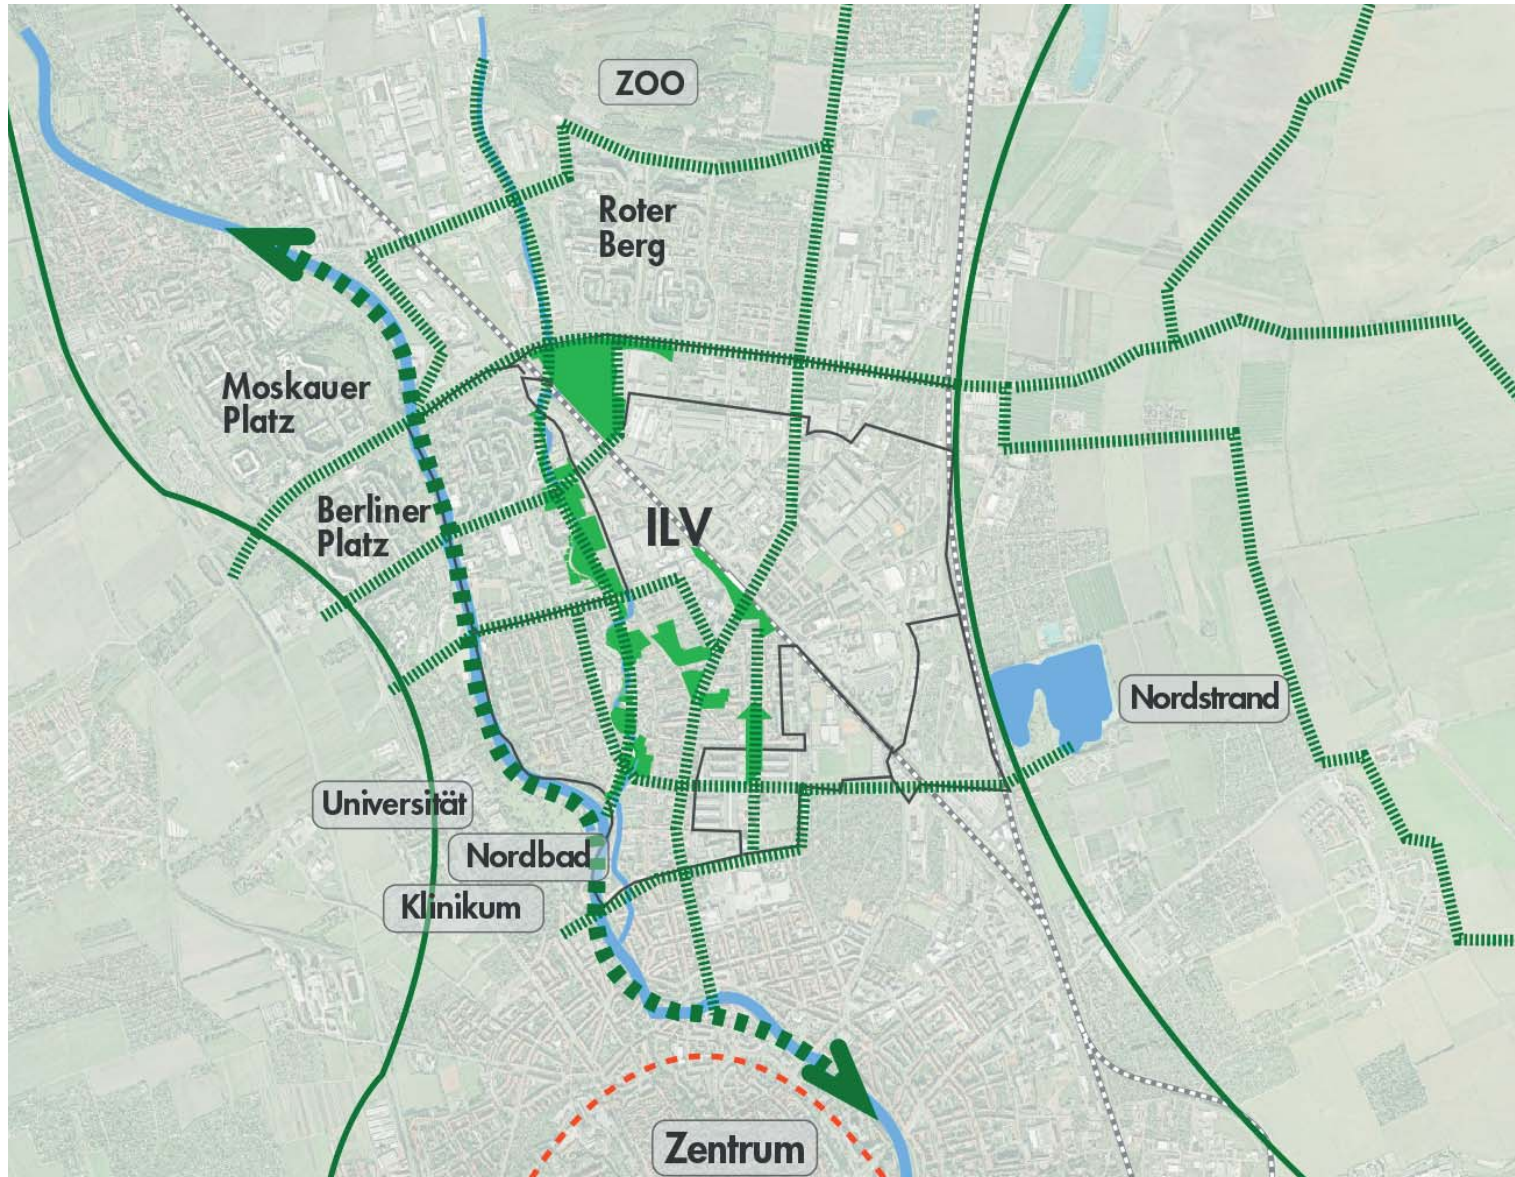 ZOO
Roter
Berg
Moskauer
Platz
Berliner
Platz
ILV
Nordstrand
Universität
Nordbad
Klinikum
Zentrum